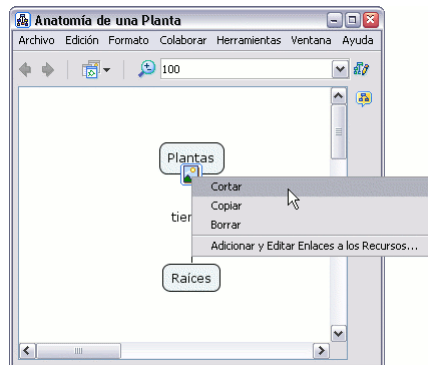 Anatomía de una Planta
Archivo Edición Formato Colaborar Herramientas Ventana Ayuda
100
Plantas
Cortar
Copiar
Borrar
Adicionar y Editar Enlaces a los Recursos...
Raíces